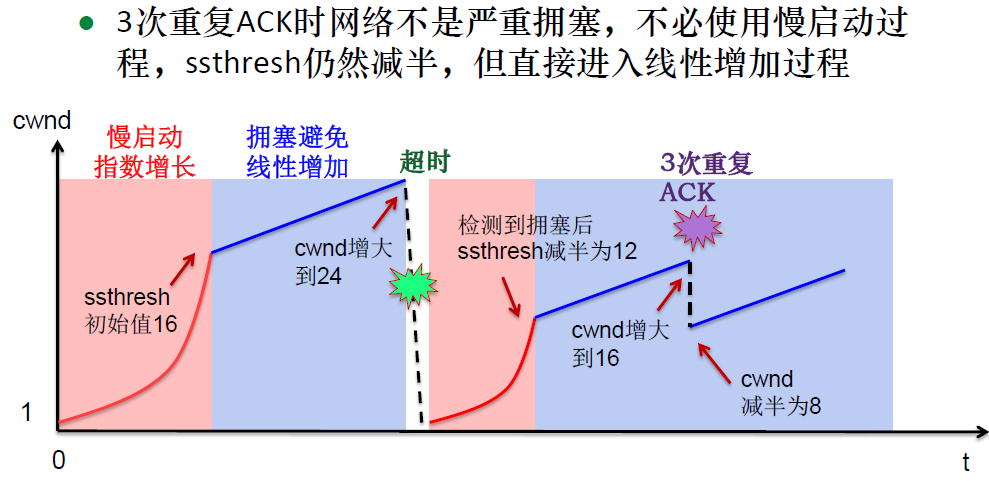 ● 3次重复ACK时网络不是严重拥塞，不必使用慢启动过
程，ssthresh仍然减半，但直接进入线性增加过程
cwnd
慢启动
指数增长
拥塞避免
线性增加
超时
3次重复
ACK
ssthresh
初始值16
cwnd增大
到24
检测到拥塞后
ssthresh减半为12
cwnd增大
到16
cwnd
减半为8
1
0
t